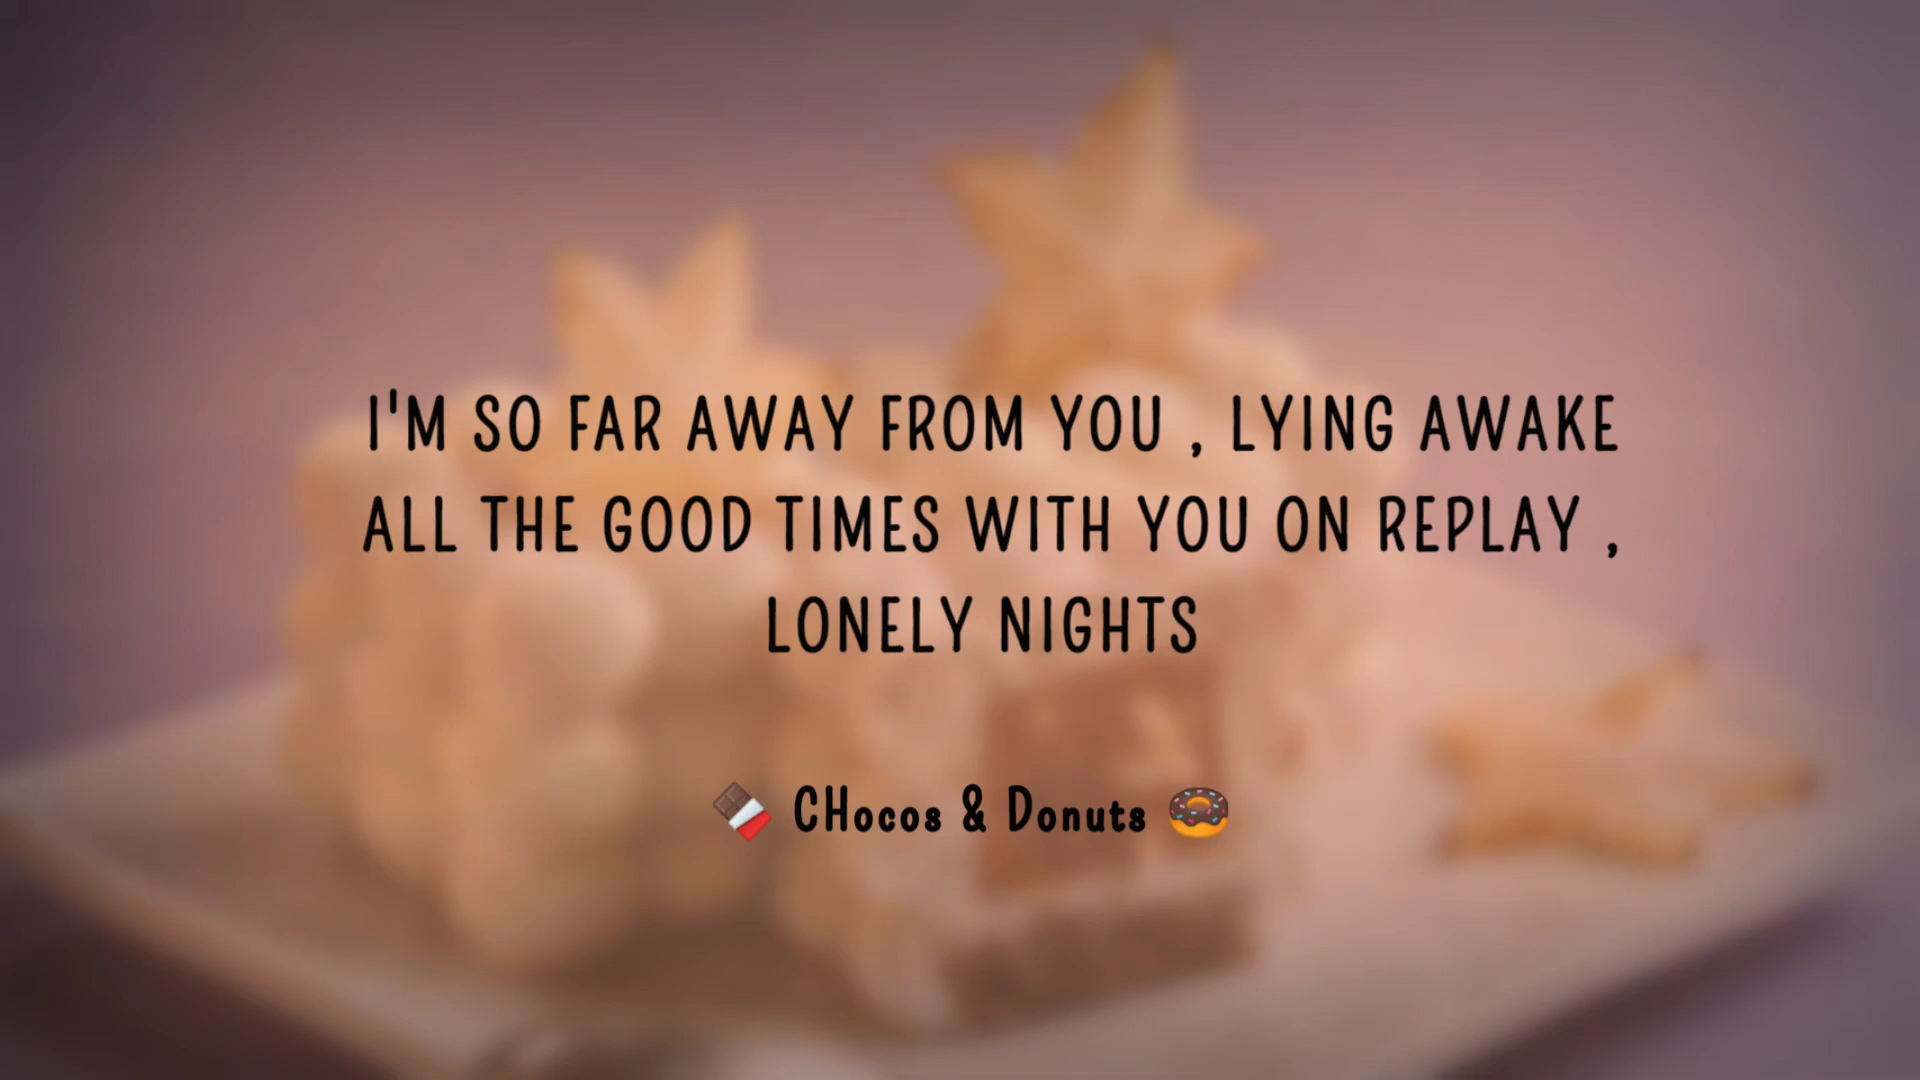 I'M SO FAR AWAY FROM YOU , LYING AWAKE
ALL THE GOOD TIMES WITH YOU ON REPLAY ,
LONELY NIGHTS
🍫 CHocos & Donuts 🍩